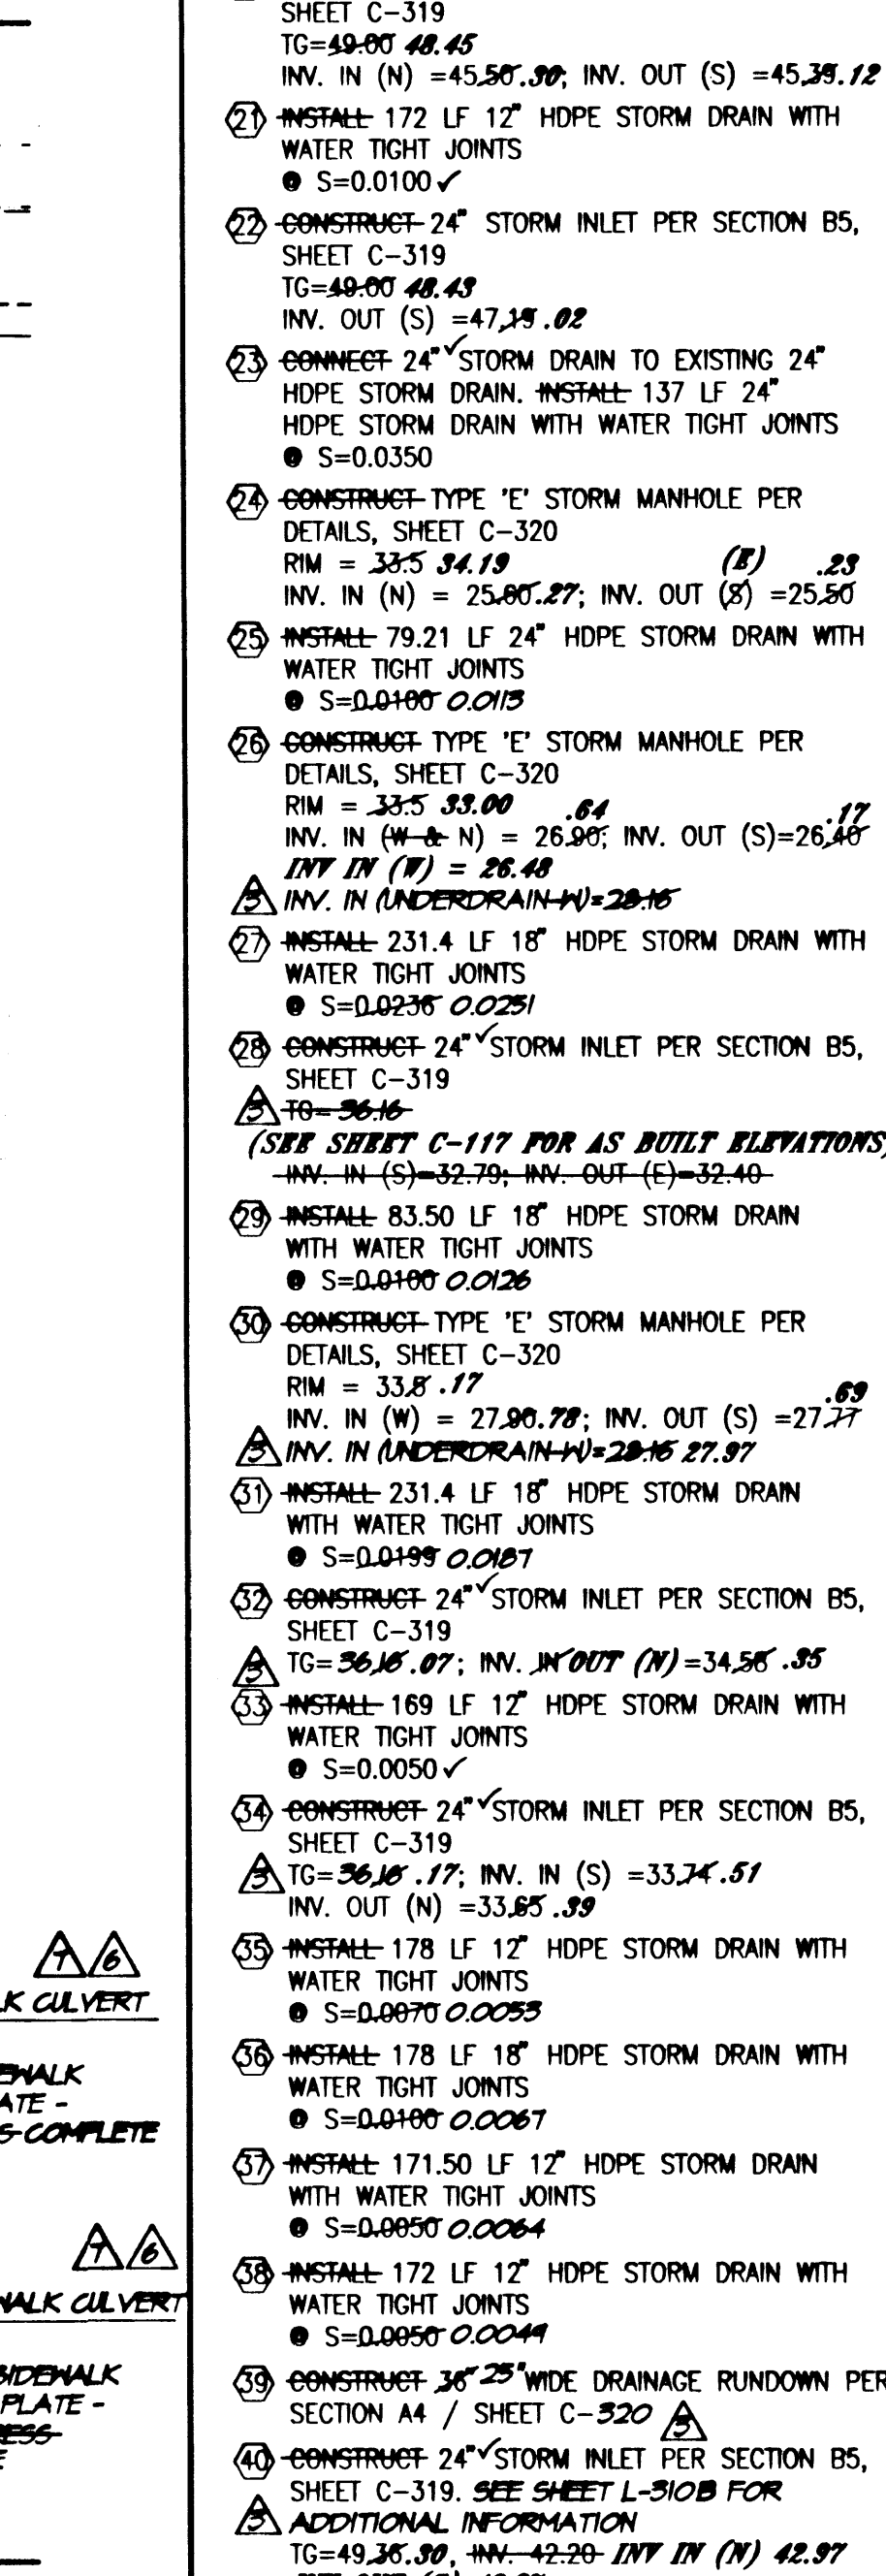 SHEET C-319
TG=49.00 48.45
INV. IN (N) =45.50.30; INV. OUT (S) =45.39.12
21 INSTALL 172 LF 12" HDPE STORM DRAIN WITH
WATER TIGHT JOINTS
@ S=0.0100✓
22 CONSTRUCT 24" STORM INLET PER SECTION B5,
SHEET C-319
TG=49.00 48.43
INV. OUT (S) =47.19 .02
23 CONNECT 24"✓STORM DRAIN TO EXISTING 24"
HDPE STORM DRAIN. INSTALL 137 LF 24"
HDPE STORM DRAIN WITH WATER TIGHT JOINTS
@ S=0.0350
24 CONSTRUCT TYPE 'E' STORM MANHOLE PER
DETAILS, SHEET C-320
RIM = 33.5 34.19 (E) .23
INV. IN (N) = 25.60.27; INV. OUT (S) =25.50
25 INSTALL 79.21 LF 24" HDPE STORM DRAIN WITH
WATER TIGHT JOINTS
@ S=0.0100 0.0113
26 CONSTRUCT TYPE 'E' STORM MANHOLE PER
DETAILS, SHEET C-320
RIM = 33.5 33.00 .64 .17
INV. IN (W & N) = 26.90; INV. OUT (S)=26.40
INV IN (W) = 26.48
3 INV. IN (UNDERDRAIN-W)=28.16
27 INSTALL 231.4 LF 18" HDPE STORM DRAIN WITH
WATER TIGHT JOINTS
@ S=0.0236 0.0251
28 CONSTRUCT 24"✓STORM INLET PER SECTION B5,
SHEET C-319
3 TG= 36.16
(SEE SHEET C-117 FOR AS BUILT ELEVATIONS)
INV. IN (S)=32.79; INV. OUT (E)=32.40
29 INSTALL 83.50 LF 18" HDPE STORM DRAIN
WITH WATER TIGHT JOINTS
@ S=0.0100 0.0126
30 CONSTRUCT TYPE 'E' STORM MANHOLE PER
DETAILS, SHEET C-320
RIM = 33.5 .17 .69
INV. IN (W) = 27.90.78; INV. OUT (S) =27.77
3 INV. IN (UNDERDRAIN-W)=28.16 27.97
31 INSTALL 231.4 LF 18" HDPE STORM DRAIN
WITH WATER TIGHT JOINTS
@ S=0.0199 0.0187
32 CONSTRUCT 24"✓STORM INLET PER SECTION B5,
SHEET C-319
3 TG=36.16.07; INV. IN OUT (N)=34.58 .35
33 INSTALL 169 LF 12" HDPE STORM DRAIN WITH
WATER TIGHT JOINTS
@ S=0.0050✓
34 CONSTRUCT 24"✓STORM INLET PER SECTION B5,
SHEET C-319
3 TG=36.16 .17; INV. IN (S) =33.74.51
INV. OUT (N) =33.65.39
35 INSTALL 178 LF 12" HDPE STORM DRAIN WITH
WATER TIGHT JOINTS
@ S=0.0070 0.0053
36 INSTALL 178 LF 18" HDPE STORM DRAIN WITH
WATER TIGHT JOINTS
@ S=0.0100 0.0067
37 INSTALL 171.50 LF 12" HDPE STORM DRAIN
WITH WATER TIGHT JOINTS
@ S=0.0050 0.0064
38 INSTALL 172 LF 12" HDPE STORM DRAIN WITH
WATER TIGHT JOINTS
@ S=0.0050 0.0049
39 CONSTRUCT 36" 25" WIDE DRAINAGE RUNDOWN PER
SECTION A4 / SHEET C-320 3
40 CONSTRUCT 24"✓STORM INLET PER SECTION B5,
SHEET C-319. SEE SHEET L-310B FOR
3 ADDITIONAL INFORMATION
TG=49.36.30, INV. 42.20 INV IN (N) 42.97
7 6
K CULVERT
EWALK
ATE -
S COMPLETE
7 6
WALK CULVERT
SIDEWALK
PLATE -
ESS
E